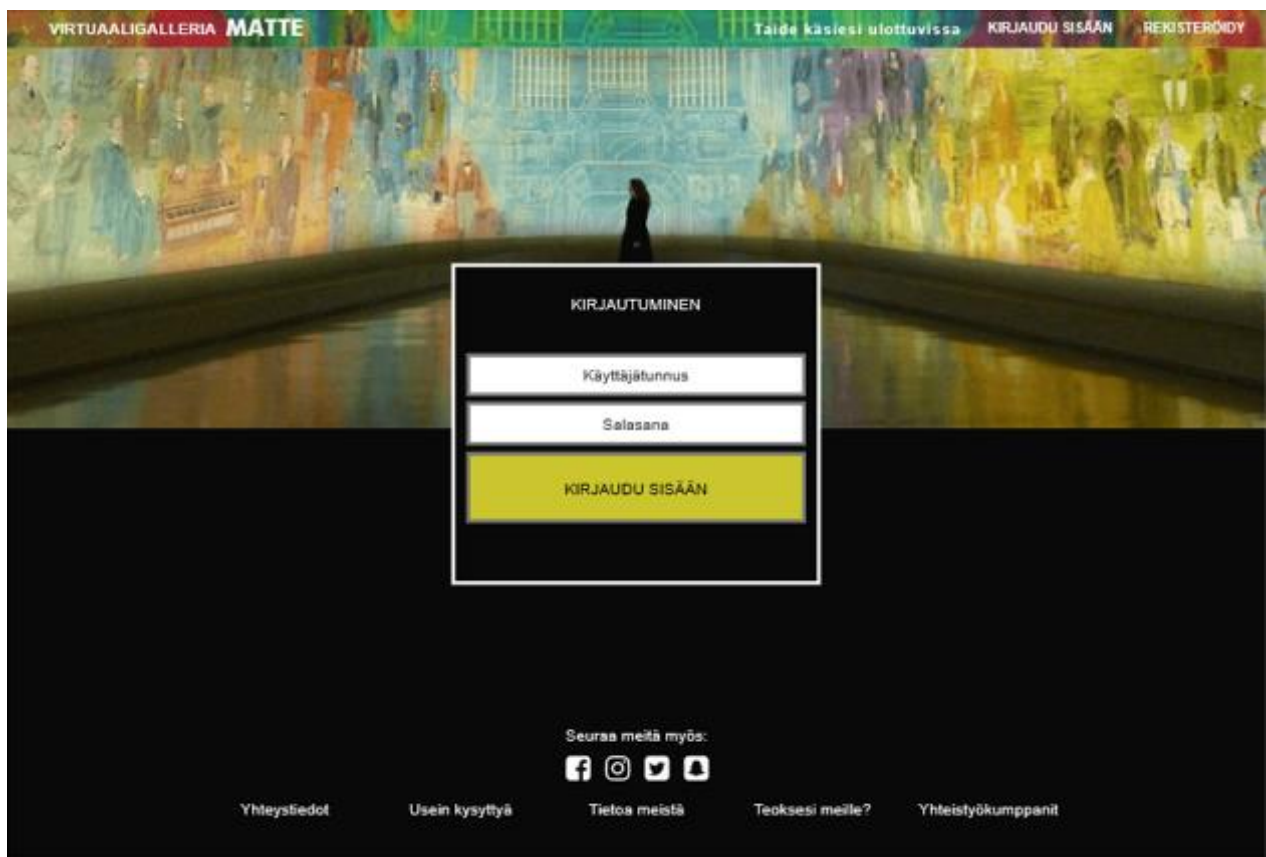 VIRTUAALIGALLERIA MATTE Taide käsiesi ulottuvissa KIRJAUDU SISÄÄN REKISTERÖIDY
KIRJAUTUMINEN
Käyttäjätunnus
Salasana
KIRJAUDU SISÄÄN
Seuraa meitä myös:
Yhteystiedot Usein kysyttyä Tietoa meistä Teoksesi meille? Yhteistyökumppanit